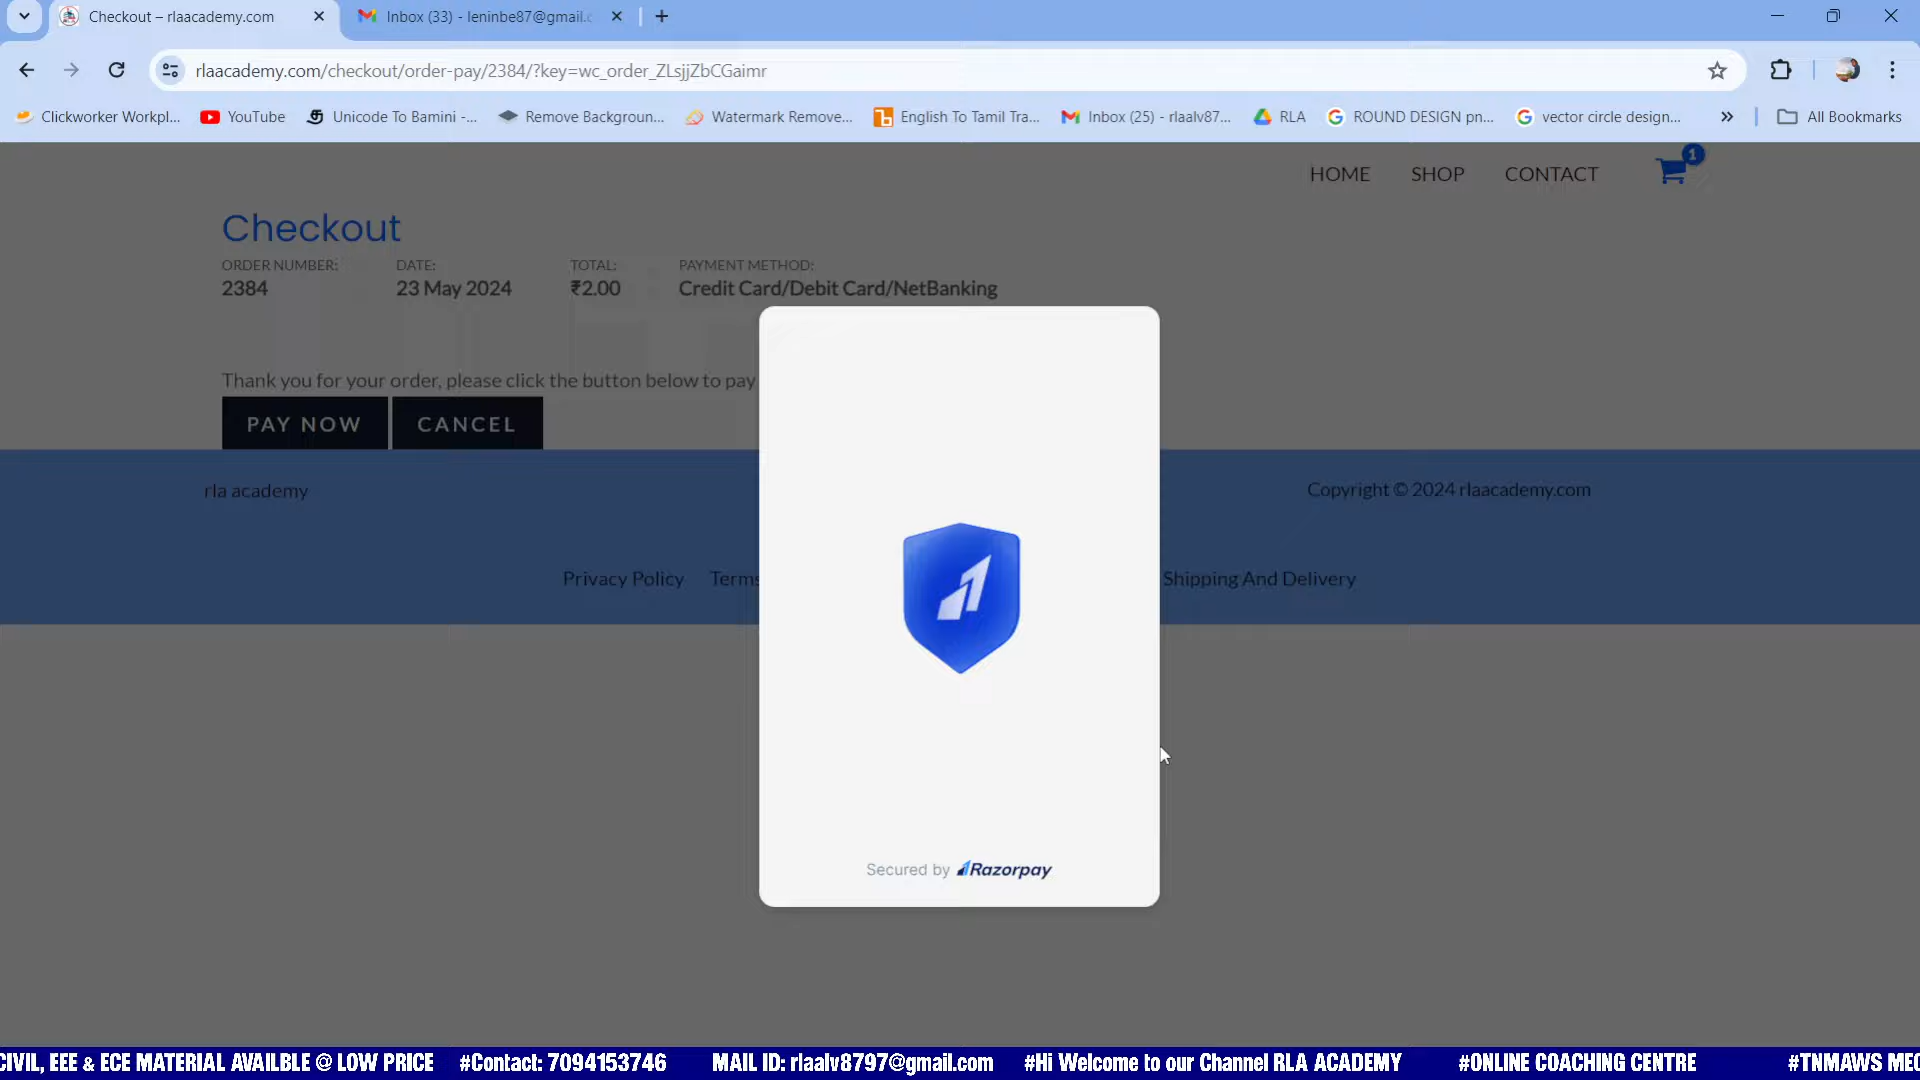 Checkout – rlaacademy.com
Inbox (33) - leninbe87@gmail.c
rlaacademy.com/checkout/order-pay/2384/?key=wc_order_ZLsjjZbCGaimr
Clickworker Workpl... YouTube Unicode To Bamini -... Remove Backgroun... Watermark Remove... English To Tamil Tra... Inbox (25) - rlaalv87... RLA ROUND DESIGN pn... vector circle design... » All Bookmarks
HOME SHOP CONTACT 1
Checkout
ORDER NUMBER: DATE: TOTAL: PAYMENT METHOD:
2384 23 May 2024 ₹2.00 Credit Card/Debit Card/NetBanking
Thank you for your order, please click the button below to pay
PAY NOW CANCEL
rla academy Copyright © 2024 rlaacademy.com
Privacy Policy Terms Shipping And Delivery
Secured by Razorpay
CIVIL, EEE & ECE MATERIAL AVAILBLE @ LOW PRICE #Contact: 7094153746 MAIL ID: rlaalv8797@gmail.com #Hi Welcome to our Channel RLA ACADEMY #ONLINE COACHING CENTRE #TNMAWS MEC